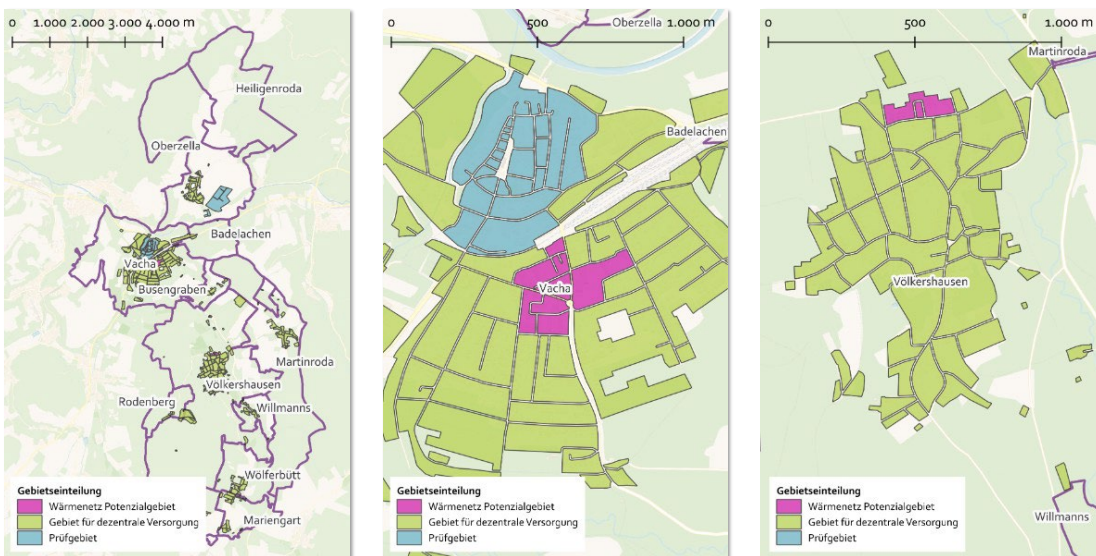 0 1.000 2.000 3.000 4.000 m
Heiligenroda
Oberzella
Badelachen
Vacha
Busengraben
Martinroda
Völkershausen
Rodenberg
Willmanns
Wölferbütt
Mariengart
Gebietseinteilung
Wärmenetz Potenzialgebiet
Gebiet für dezentrale Versorgung
Prüfgebiet
0 500 1.000 m
Oberzella
Badelachen
Vacha
Gebietseinteilung
Wärmenetz Potenzialgebiet
Gebiet für dezentrale Versorgung
Prüfgebiet
0 500 1.000 m
Martinroda
Völkershausen
Willmanns
Gebietseinteilung
Wärmenetz Potenzialgebiet
Gebiet für dezentrale Versorgung
Prüfgebiet